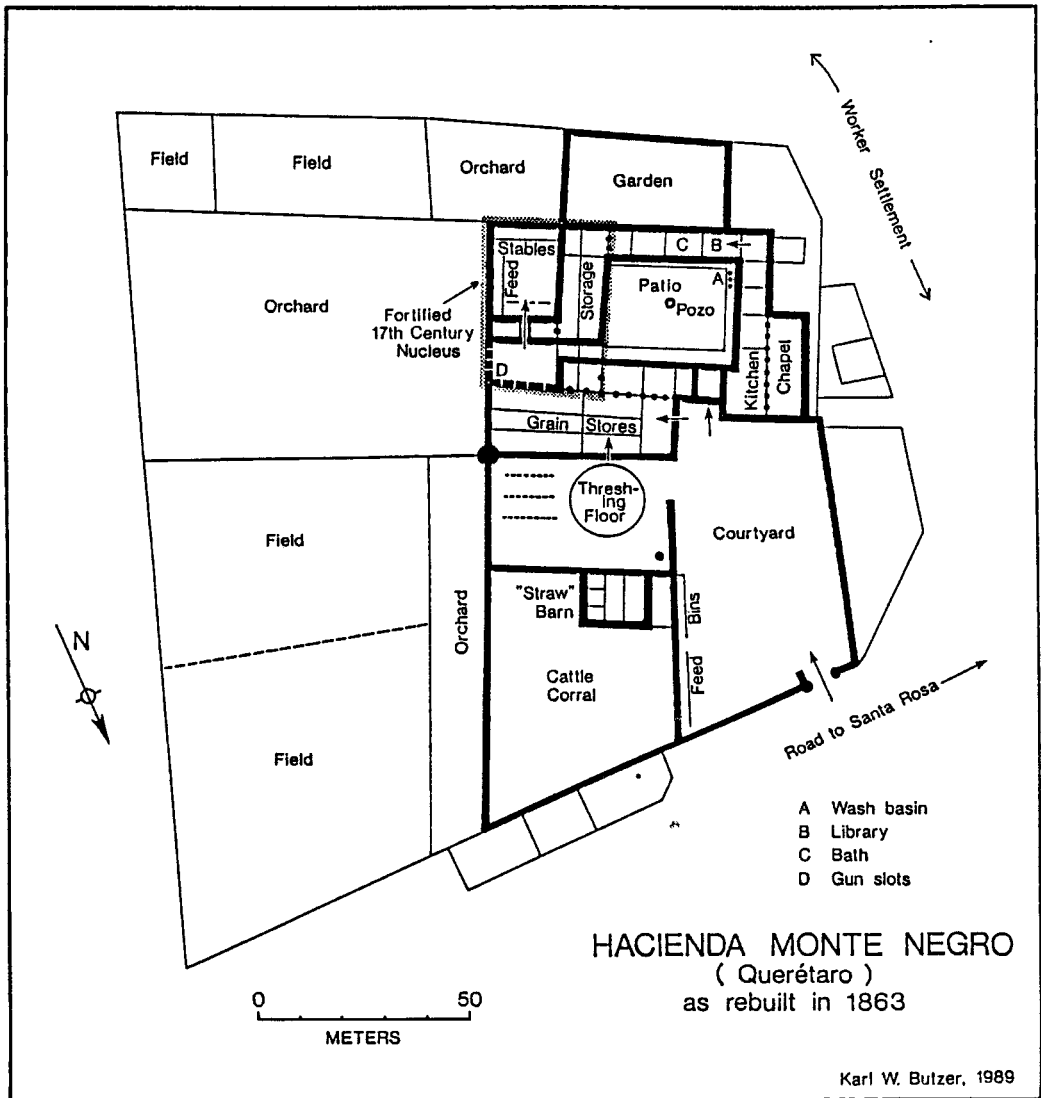 Worker Settlement
Field
Field
Orchard
Garden
Stables
Feed
Storage
C
B
A
Patio
Pozo
Orchard
Fortified
17th Century
Nucleus
D
Kitchen
Chapel
Grain Stores
Thresh-
ing
Floor
Courtyard
Field
Orchard
"Straw"
Barn
Feed Bins
Cattle
Corral
N
Field
Road to Santa Rosa
A Wash basin
B Library
C Bath
D Gun slots
HACIENDA MONTE NEGRO
( Querétaro )
as rebuilt in 1863
0 50
METERS
Karl W. Butzer, 1989